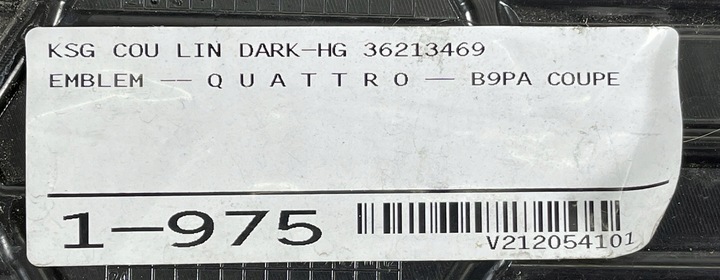 KSG COU LIN DARK-HG 36213469
EMBLEM -- Q U A T T R O -- B9PA COUPE
1-975
V212054101